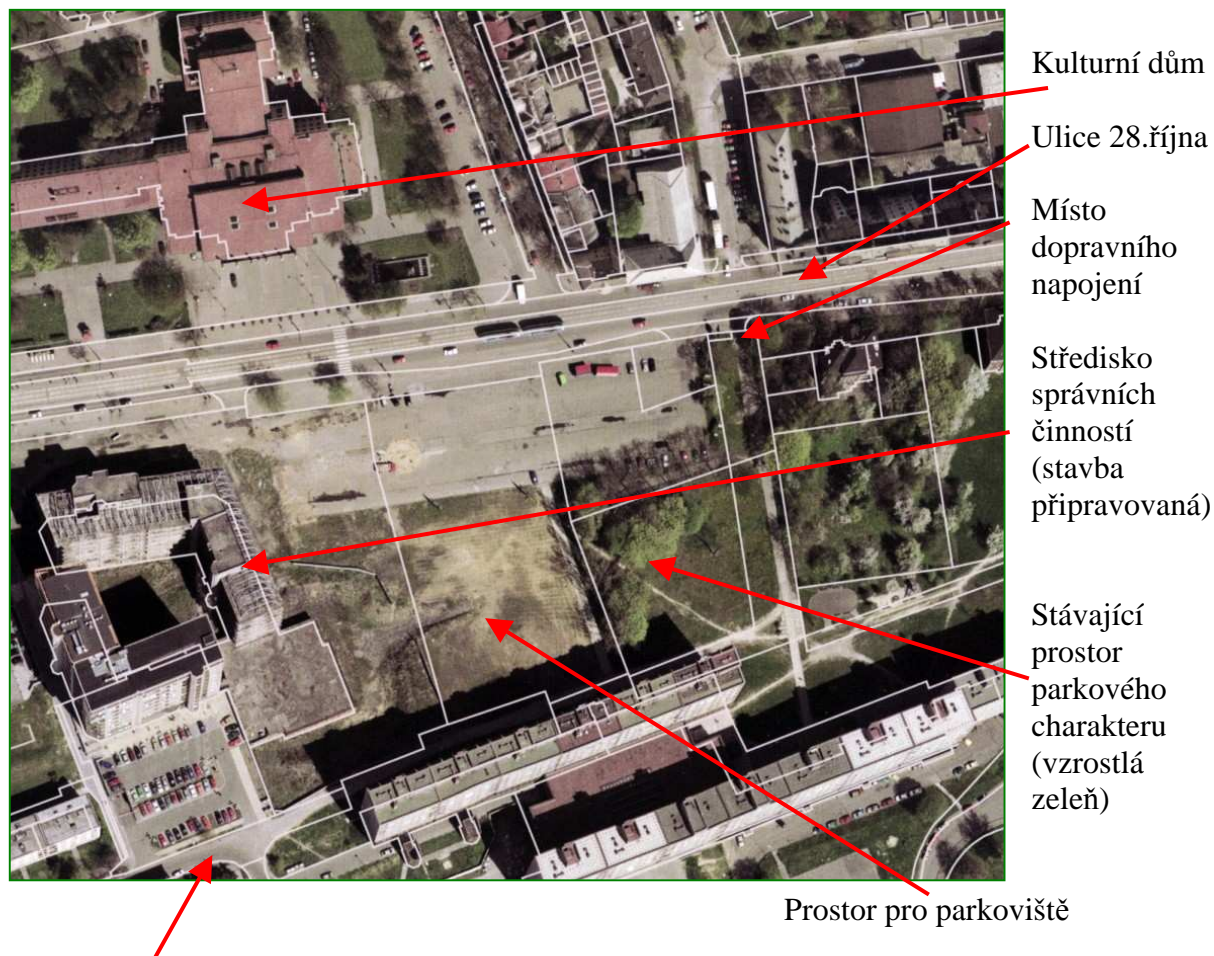 Kulturní dům
Ulice 28.října
Místo
dopravního
napojení
Středisko
správních
činností
(stavba
připravovaná)
Stávající
prostor
parkového
charakteru
(vzrostlá
zeleň)
Prostor pro parkoviště